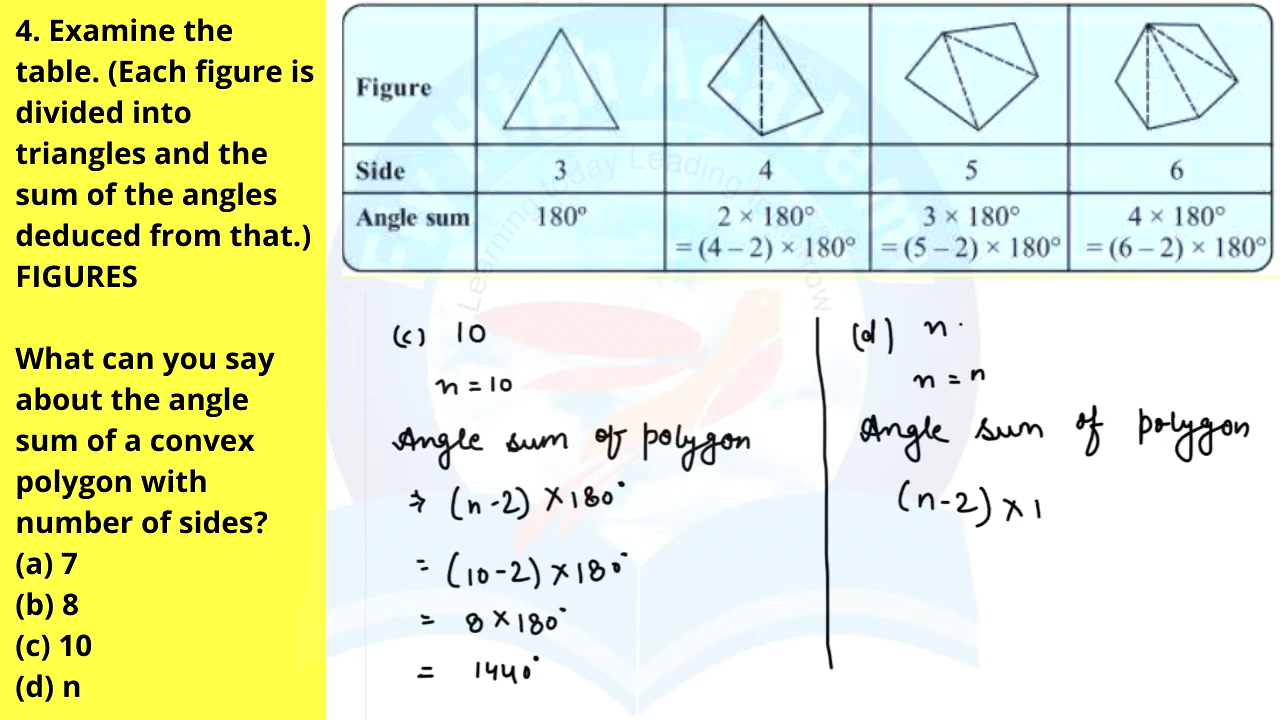 4. Examine the
table. (Each figure is
divided into
triangles and the
sum of the angles
deduced from that.)
FIGURES
What can you say
about the angle
sum of a convex
polygon with
number of sides?
(a) 7
(b) 8
(c) 10
(d) n
Figure
Side 3 4 5 6
Angle sum 180° 2 × 180° 3 × 180° 4 × 180°
= (4 – 2) × 180° = (5 – 2) × 180° = (6 – 2) × 180°
(c) 10
n = 10
Angle sum of polygon
⇒ (n-2) × 180°
= (10-2) × 180°
= 8 × 180°
= 1440°
(d) n.
n = n
Angle sum of polygon
(n-2) × 1